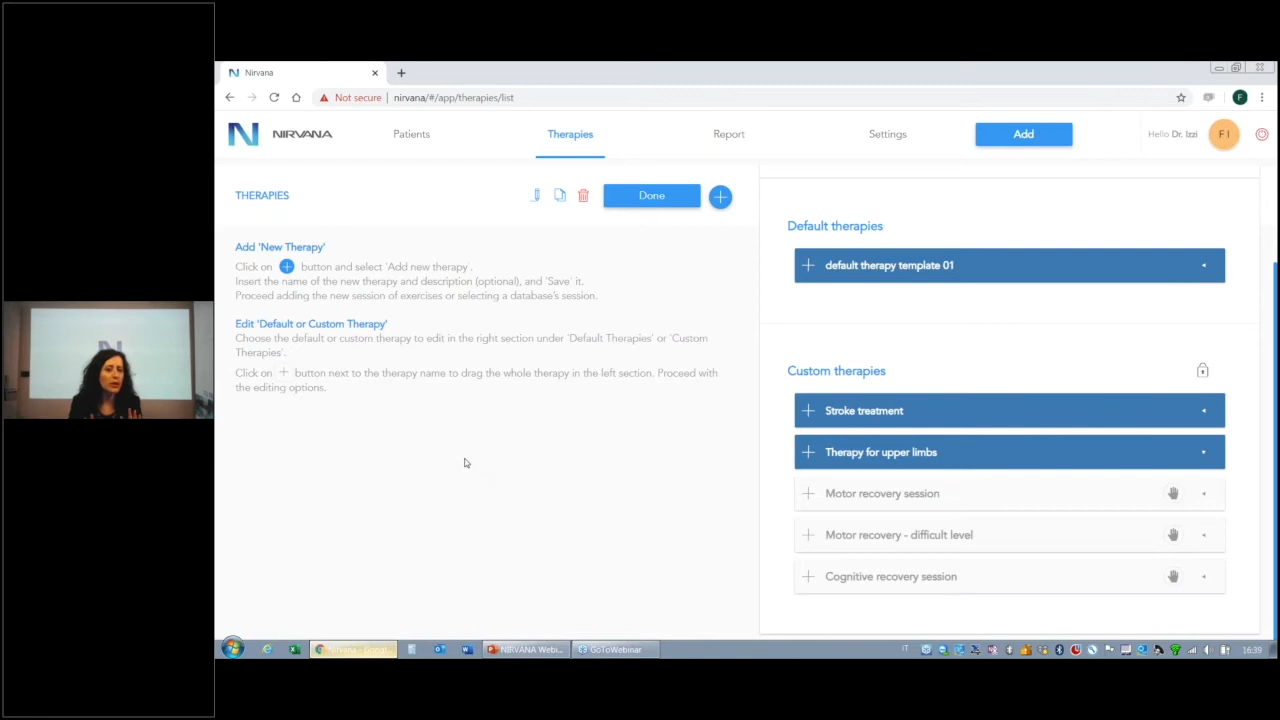 Nirvana
Not secure
nirvana/#/app/therapies/list
F
N NIRVANA
Patients
Therapies
Report
Settings
Add
Hello Dr. Izzi
F I
THERAPIES
Done
Add 'New Therapy'
Click on button and select 'Add new therapy'.
Insert the name of the new therapy and description (optional), and 'Save' it.
Proceed adding the new session of exercises or selecting a database's session.
Edit 'Default or Custom Therapy'
Choose the default or custom therapy to edit in the right section under 'Default Therapies' or 'Custom
Therapies'.
Click on + button next to the therapy name to drag the whole therapy in the left section. Proceed with
the editing options.
Default therapies
default therapy template 01
Custom therapies
Stroke treatment
Therapy for upper limbs
Motor recovery session
Motor recovery - difficult level
Cognitive recovery session
Nirvana - Googl...
NIRVANA Webi...
GoToWebinar
IT
16:39